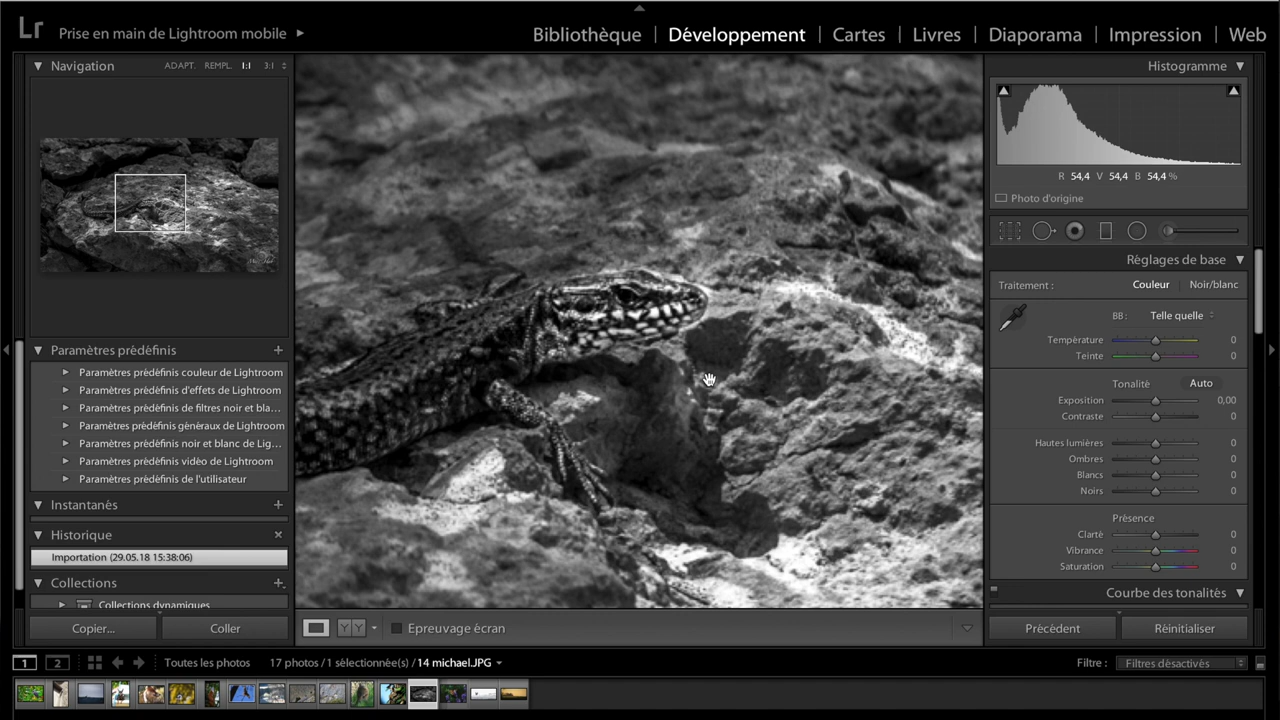 Lr Prise en main de Lightroom mobile
Bibliothèque | Développement | Cartes | Livres | Diaporama | Impression | Web
Navigation ADAPT. REMPL. 1:1 3:1
Paramètres prédéfinis +
Paramètres prédéfinis couleur de Lightroom
Paramètres prédéfinis d'effets de Lightroom
Paramètres prédéfinis de filtres noir et bla...
Paramètres prédéfinis généraux de Lightroom
Paramètres prédéfinis noir et blanc de Lig...
Paramètres prédéfinis vidéo de Lightroom
Paramètres prédéfinis de l'utilisateur
Instantanés +
Historique ×
Importation (29.05.18 15:38:06)
Collections +
Collections dynamiques
Copier... Coller
Y Y Epreuvage écran
Histogramme
R 54,4 V 54,4 B 54,4 %
Photo d'origine
Réglages de base
Traitement : Couleur Noir/blanc
BB : Telle quelle
Température 0
Teinte 0
Tonalité Auto
Exposition 0,00
Contraste 0
Hautes lumières 0
Ombres 0
Blancs 0
Noirs 0
Présence
Clarté 0
Vibrance 0
Saturation 0
Courbe des tonalités
Précédent Réinitialiser
1 2 Toutes les photos 17 photos / 1 sélectionnée(s) / 14 michael.JPG
Filtre : Filtres désactivés